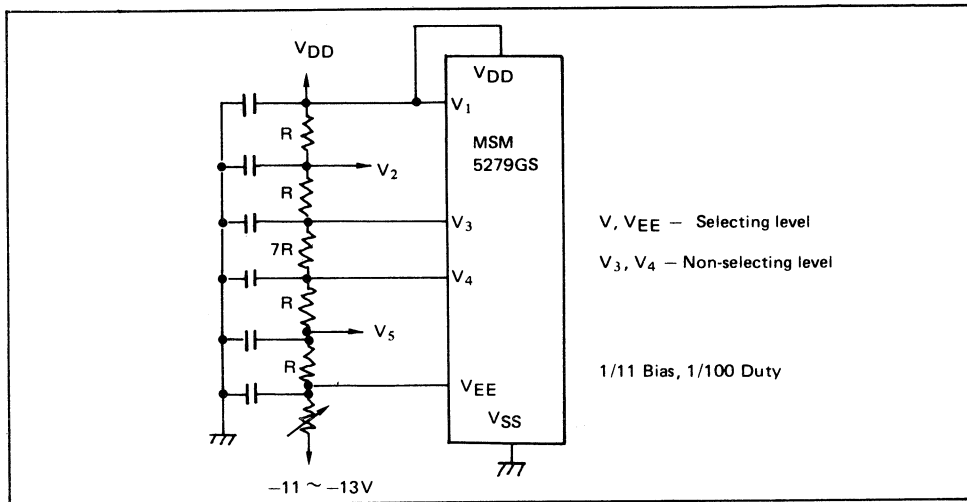 VDD
VDD
V1
R
MSM
5279GS
V2
R
V3
V, VEE — Selecting level
7R
V3, V4 — Non-selecting level
V4
R
V5
R
1/11 Bias, 1/100 Duty
VEE
VSS
−11 ~ −13V